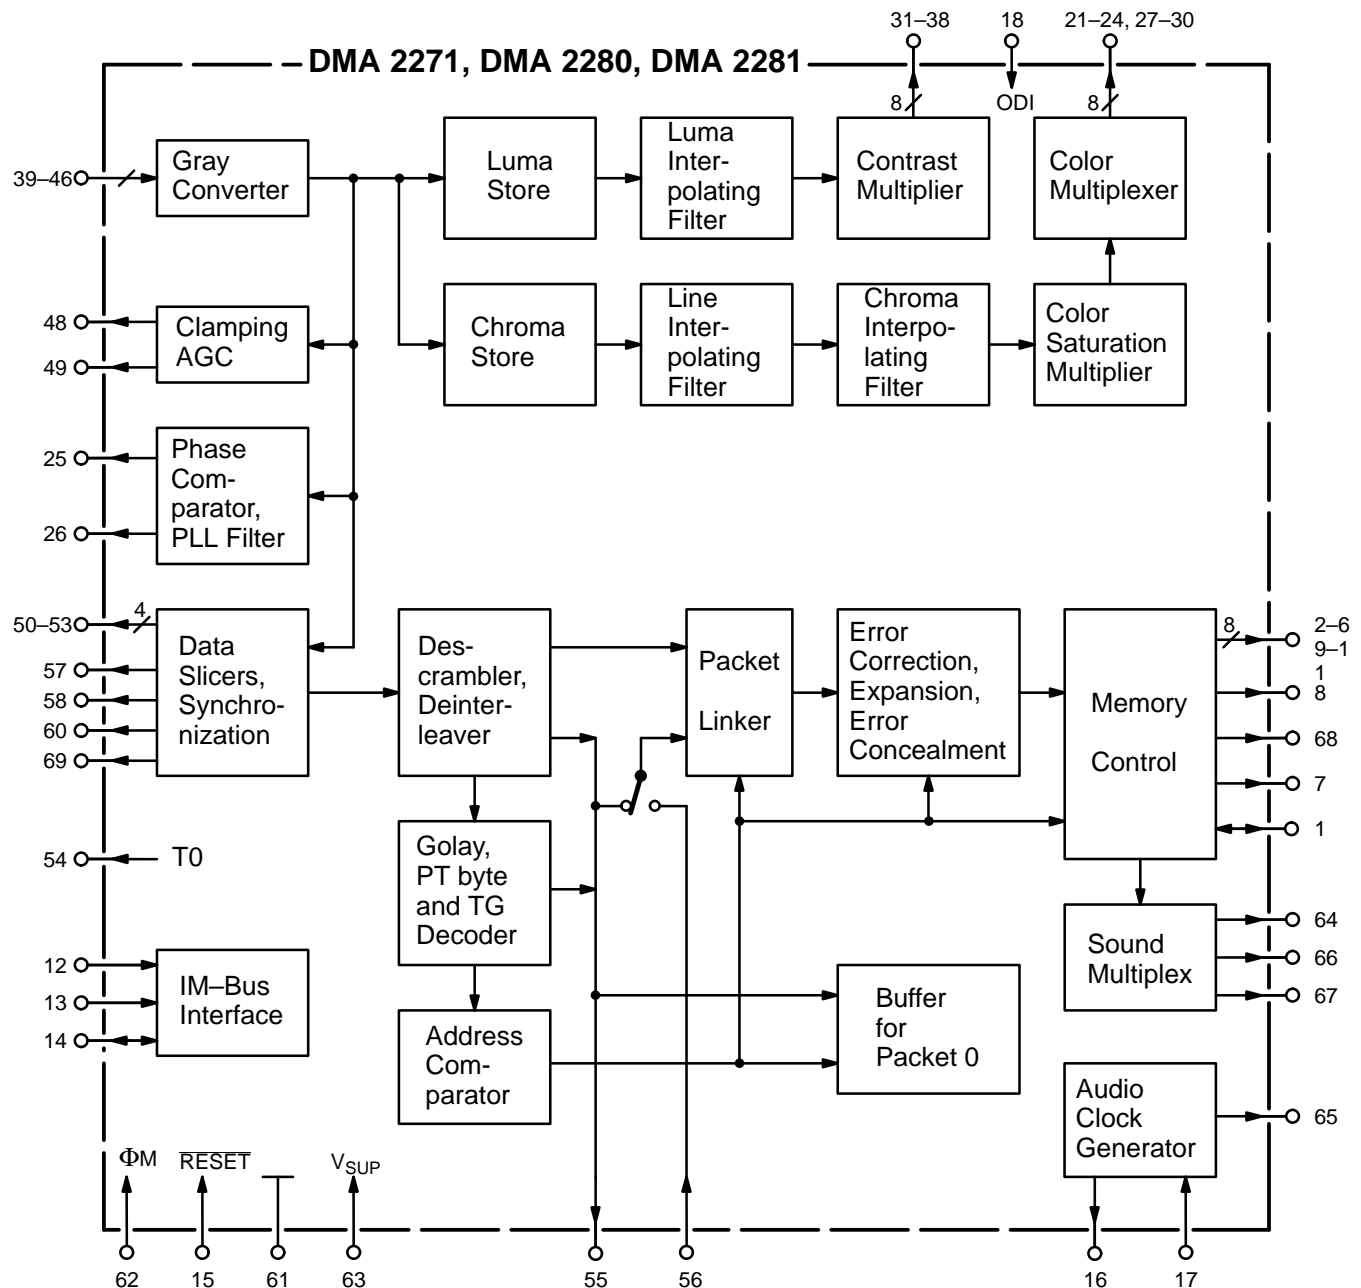 31–38
18
21–24, 27–30
DMA 2271, DMA 2280, DMA 2281
8
ODI
8
39–46
Gray
Converter
Luma
Store
Luma
Inter-
polating
Filter
Contrast
Multiplier
Color
Multiplexer
48
49
Clamping
AGC
Chroma
Store
Line
Inter-
polating
Filter
Chroma
Interpo-
lating
Filter
Color
Saturation
Multiplier
25
26
Phase
Com-
parator,
PLL Filter
50–53
4
57
58
60
69
Data
Slicers,
Synchro-
nization
Des-
crambler,
Deinter-
leaver
Packet
Linker
Error
Correction,
Expansion,
Error
Concealment
Memory
Control
8
2–6
9–1
1
8
68
7
1
54
T0
Golay,
PT byte
and TG
Decoder
Sound
Multiplex
64
66
67
12
13
14
IM–Bus
Interface
Address
Com-
parator
Buffer
for
Packet 0
Audio
Clock
Generator
65
ΦM
RESET
VSUP
62
15
61
63
55
56
16
17